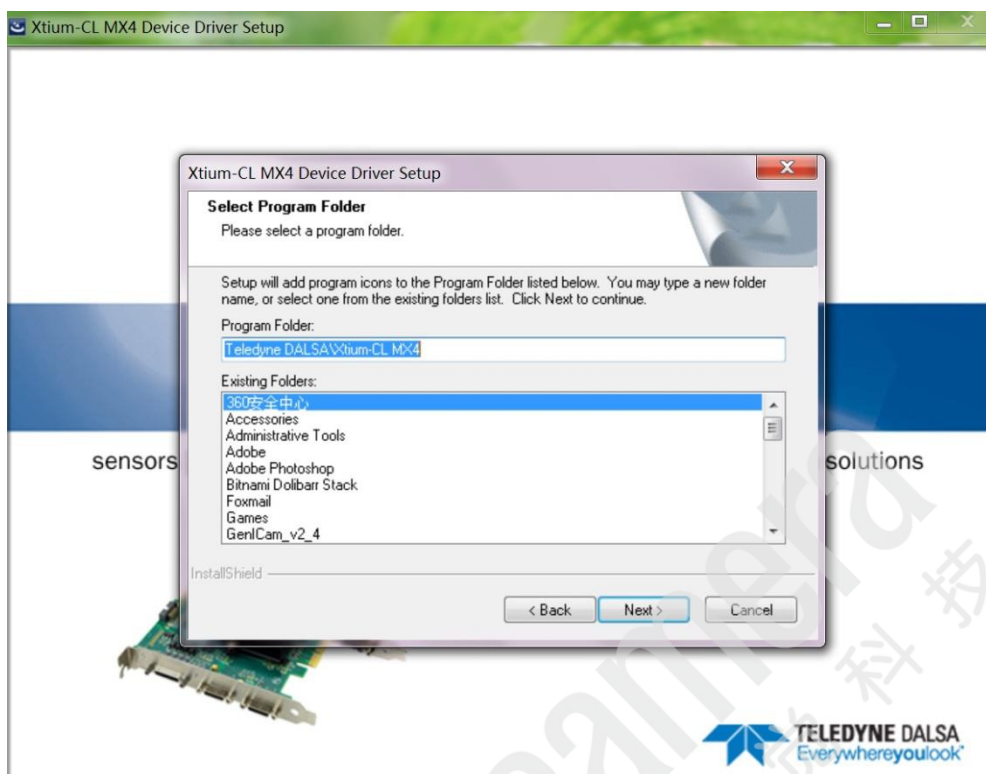 Xtium-CL MX4 Device Driver Setup
Xtium-CL MX4 Device Driver Setup
Select Program Folder
Please select a program folder.
Setup will add program icons to the Program Folder listed below. You may type a new folder
name, or select one from the existing folders list. Click Next to continue.
Program Folder:
Teledyne DALSA\Xtium-CL MX4
Existing Folders:
360安全中心
Accessories
Administrative Tools
Adobe
Adobe Photoshop
Bitnami Dolibarr Stack
Foxmail
Games
GenICam_v2_4
sensors
solutions
InstallShield
< Back
Next >
Cancel
TELEDYNE DALSA
Everywhereyoulook
科技